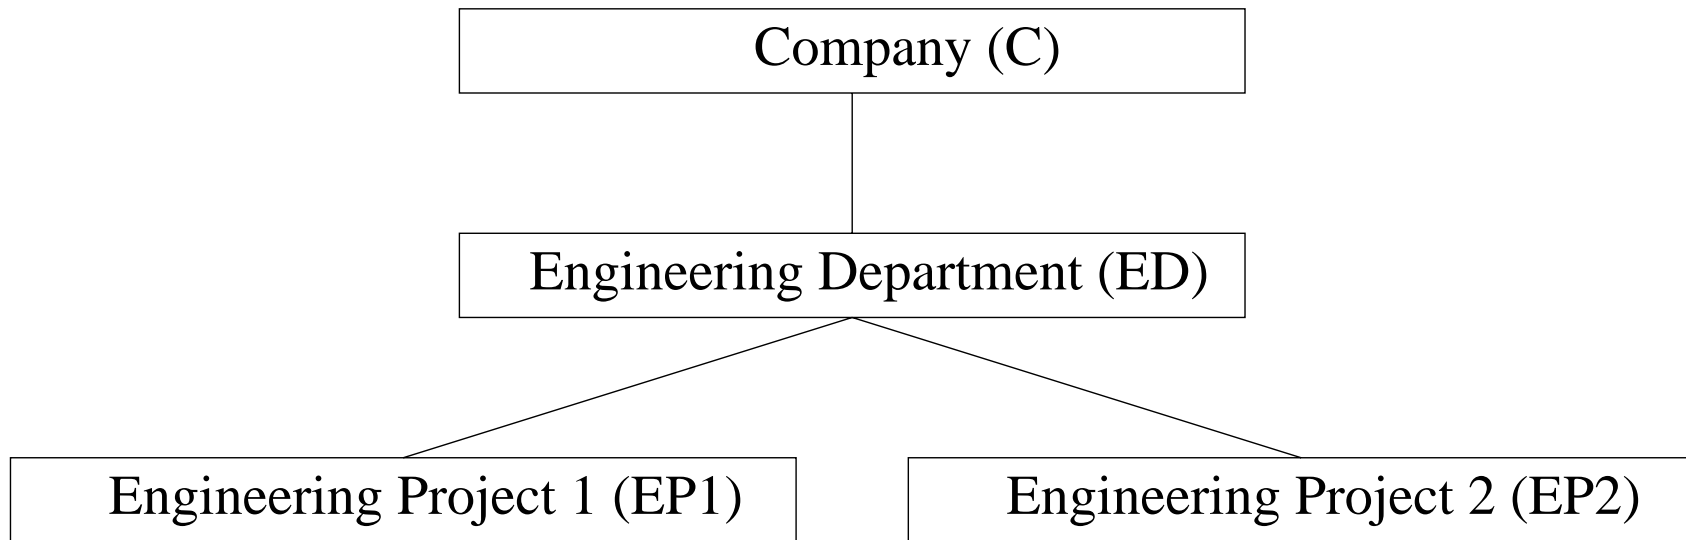 Company (C)
Engineering Department (ED)
Engineering Project 1 (EP1)
Engineering Project 2 (EP2)